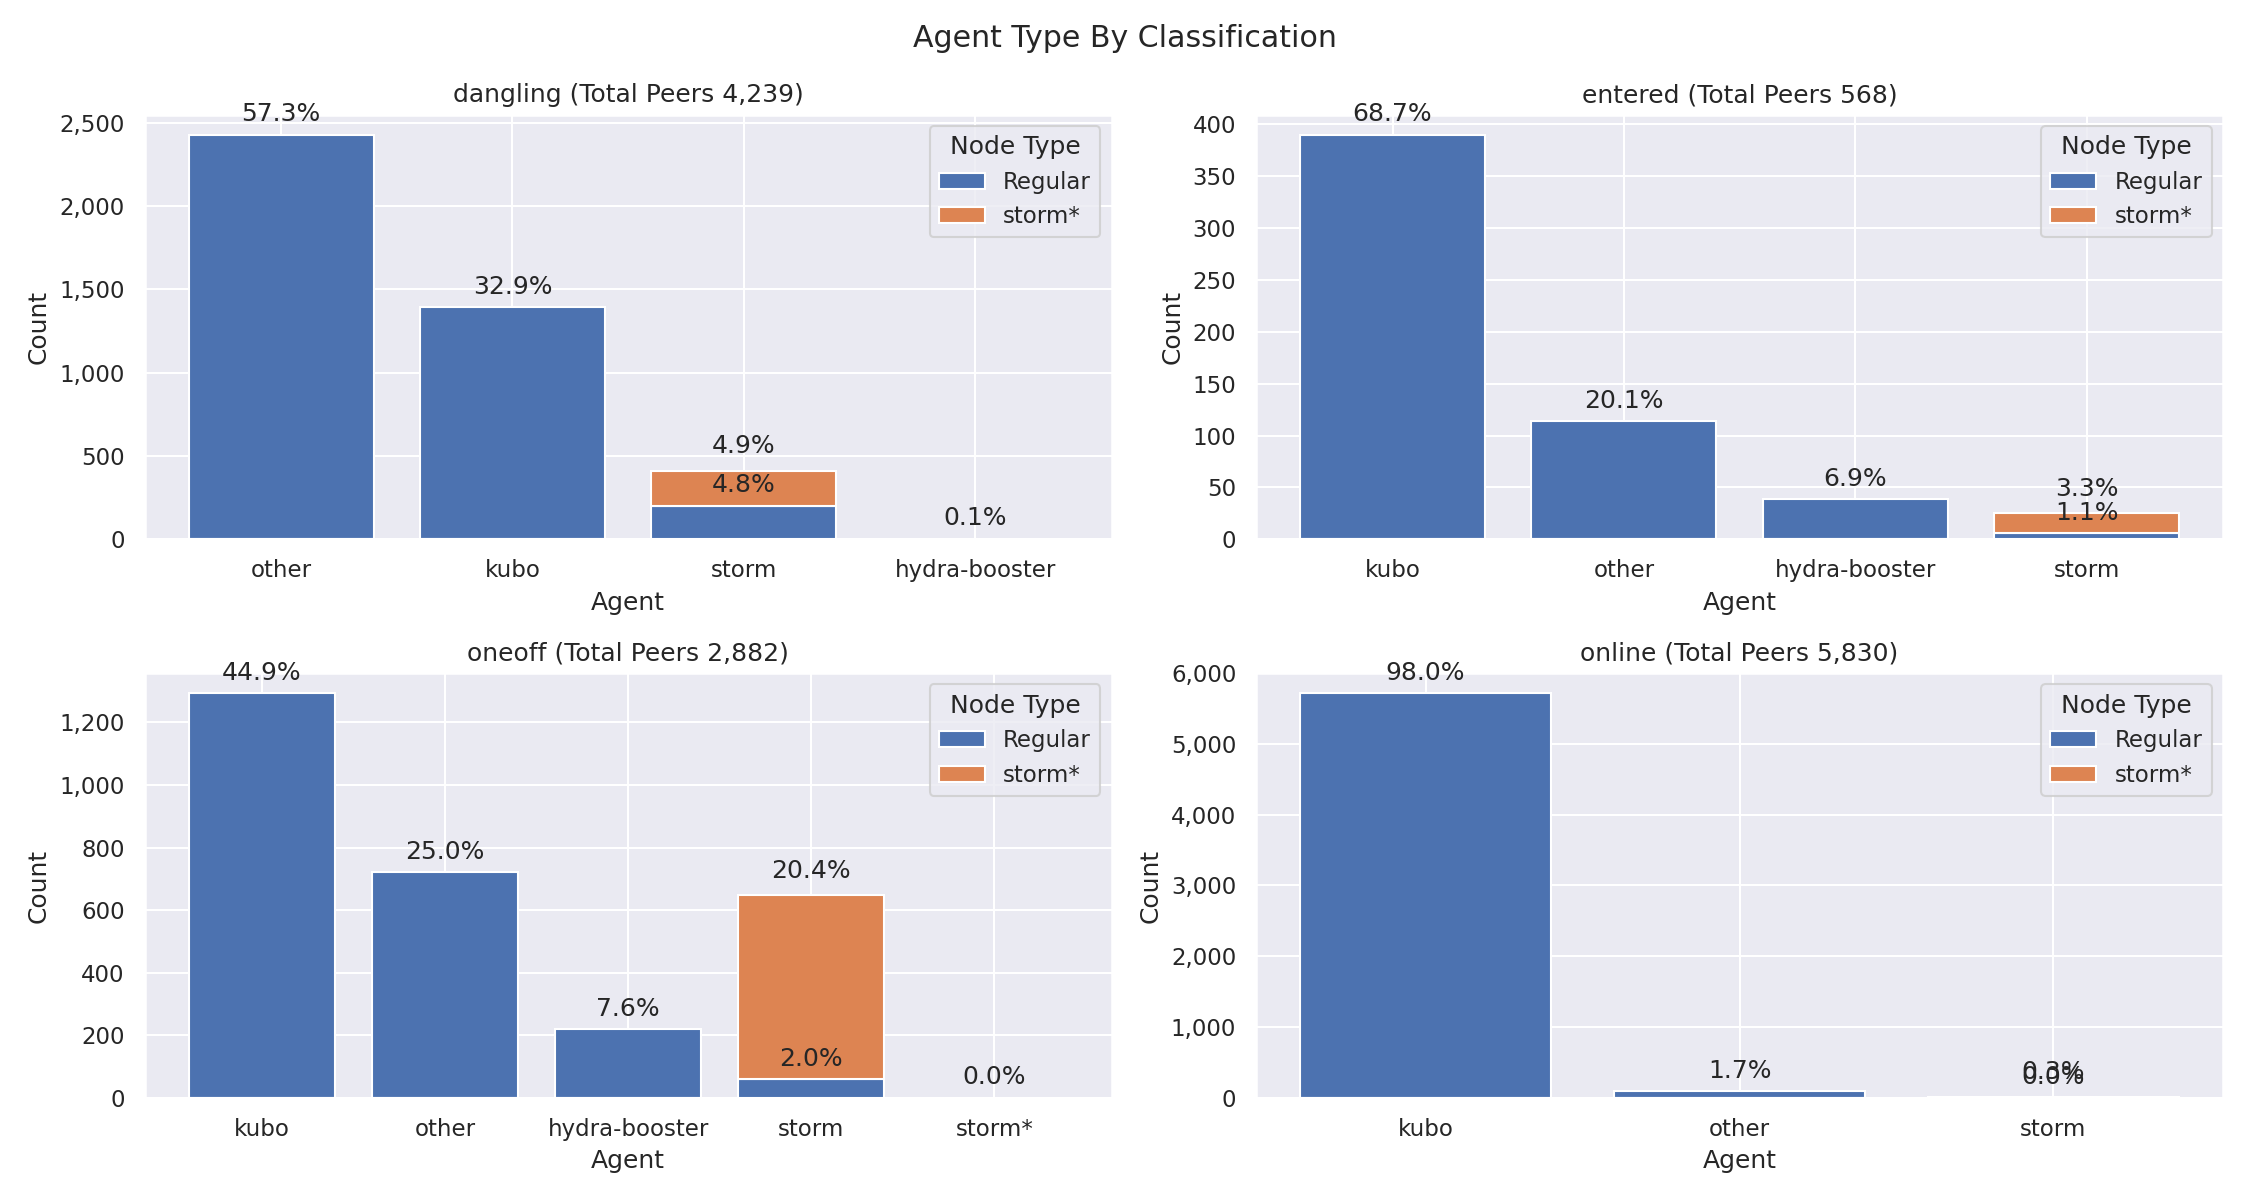 Agent Type By Classification
dangling (Total Peers 4,239)
57.3%
32.9%
4.9%
4.8%
0.1%
Node Type
Regular
storm*
2,500
2,000
1,500
1,000
500
0
Count
other
kubo
storm
hydra-booster
Agent
entered (Total Peers 568)
68.7%
20.1%
6.9%
3.3%
1.1%
Node Type
Regular
storm*
400
350
300
250
200
150
100
50
0
Count
kubo
other
hydra-booster
storm
Agent
oneoff (Total Peers 2,882)
44.9%
25.0%
7.6%
20.4%
2.0%
0.0%
Node Type
Regular
storm*
1,200
1,000
800
600
400
200
0
Count
kubo
other
hydra-booster
storm
storm*
Agent
online (Total Peers 5,830)
98.0%
1.7%
0.3%
0.0%
Node Type
Regular
storm*
6,000
5,000
4,000
3,000
2,000
1,000
0
Count
kubo
other
storm
Agent